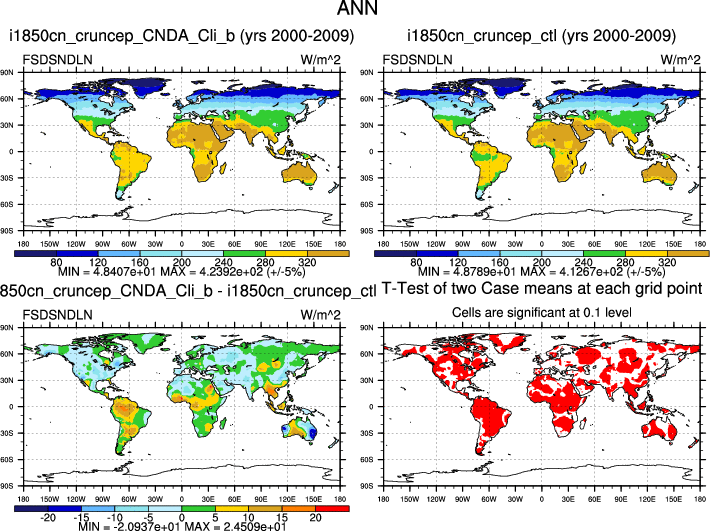 ANN
i1850cn_cruncep_CNDA_Cli_b (yrs 2000-2009)
i1850cn_cruncep_ctl (yrs 2000-2009)
FSDSNDLN W/m^2
FSDSNDLN W/m^2
90N 60N 30N 0 30S 60S 90S
180 150W 120W 90W 60W 30W 0 30E 60E 90E 120E 150E 180
90N 60N 30N 0 30S 60S 90S
180 150W 120W 90W 60W 30W 0 30E 60E 90E 120E 150E 180
80 120 160 200 240 280 320
80 120 160 200 240 280 320
MIN = 4.8407e+01 MAX = 4.2392e+02 (+/-5%)
MIN = 4.8789e+01 MAX = 4.1267e+02 (+/-5%)
850cn_cruncep_CNDA_Cli_b - i1850cn_cruncep_ctl
T-Test of two Case means at each grid point
FSDSNDLN W/m^2
Cells are significant at 0.1 level
90N 60N 30N 0 30S 60S 90S
180 150W 120W 90W 60W 30W 0 30E 60E 90E 120E 150E 180
90N 60N 30N 0 30S 60S 90S
180 150W 120W 90W 60W 30W 0 30E 60E 90E 120E 150E 180
-20 -15 -10 -5 0 5 10 15 20
MIN = -2.0937e+01 MAX = 2.4509e+01